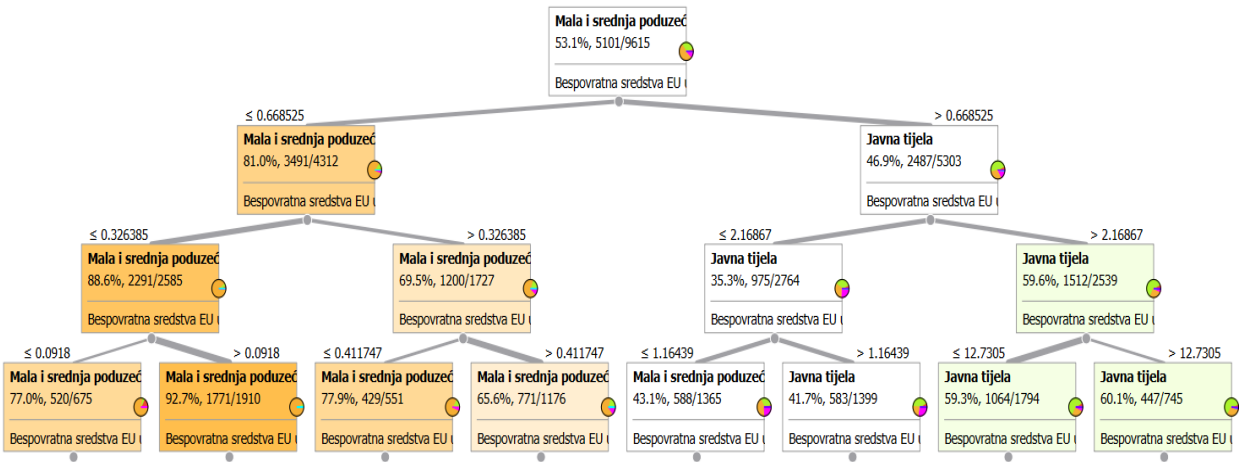 Mala i srednja poduzeć
53.1%, 5101/9615
Bespovratna sredstva EU u
≤ 0.668525
> 0.668525
Mala i srednja poduzeć
81.0%, 3491/4312
Bespovratna sredstva EU u
Javna tijela
46.9%, 2487/5303
Bespovratna sredstva EU u
≤ 0.326385
> 0.326385
≤ 2.16867
> 2.16867
Mala i srednja poduzeć
88.6%, 2291/2585
Bespovratna sredstva EU u
Mala i srednja poduzeć
69.5%, 1200/1727
Bespovratna sredstva EU u
Javna tijela
35.3%, 975/2764
Bespovratna sredstva EU u
Javna tijela
59.6%, 1512/2539
Bespovratna sredstva EU u
≤ 0.0918
> 0.0918
≤ 0.411747
> 0.411747
≤ 1.16439
> 1.16439
≤ 12.7305
> 12.7305
Mala i srednja poduzeć
77.0%, 520/675
Bespovratna sredstva EU u
Mala i srednja poduzeć
92.7%, 1771/1910
Bespovratna sredstva EU u
Mala i srednja poduzeć
77.9%, 429/551
Bespovratna sredstva EU u
Mala i srednja poduzeć
65.6%, 771/1176
Bespovratna sredstva EU u
Mala i srednja poduzeć
43.1%, 588/1365
Bespovratna sredstva EU u
Javna tijela
41.7%, 583/1399
Bespovratna sredstva EU u
Javna tijela
59.3%, 1064/1794
Bespovratna sredstva EU u
Javna tijela
60.1%, 447/745
Bespovratna sredstva EU u